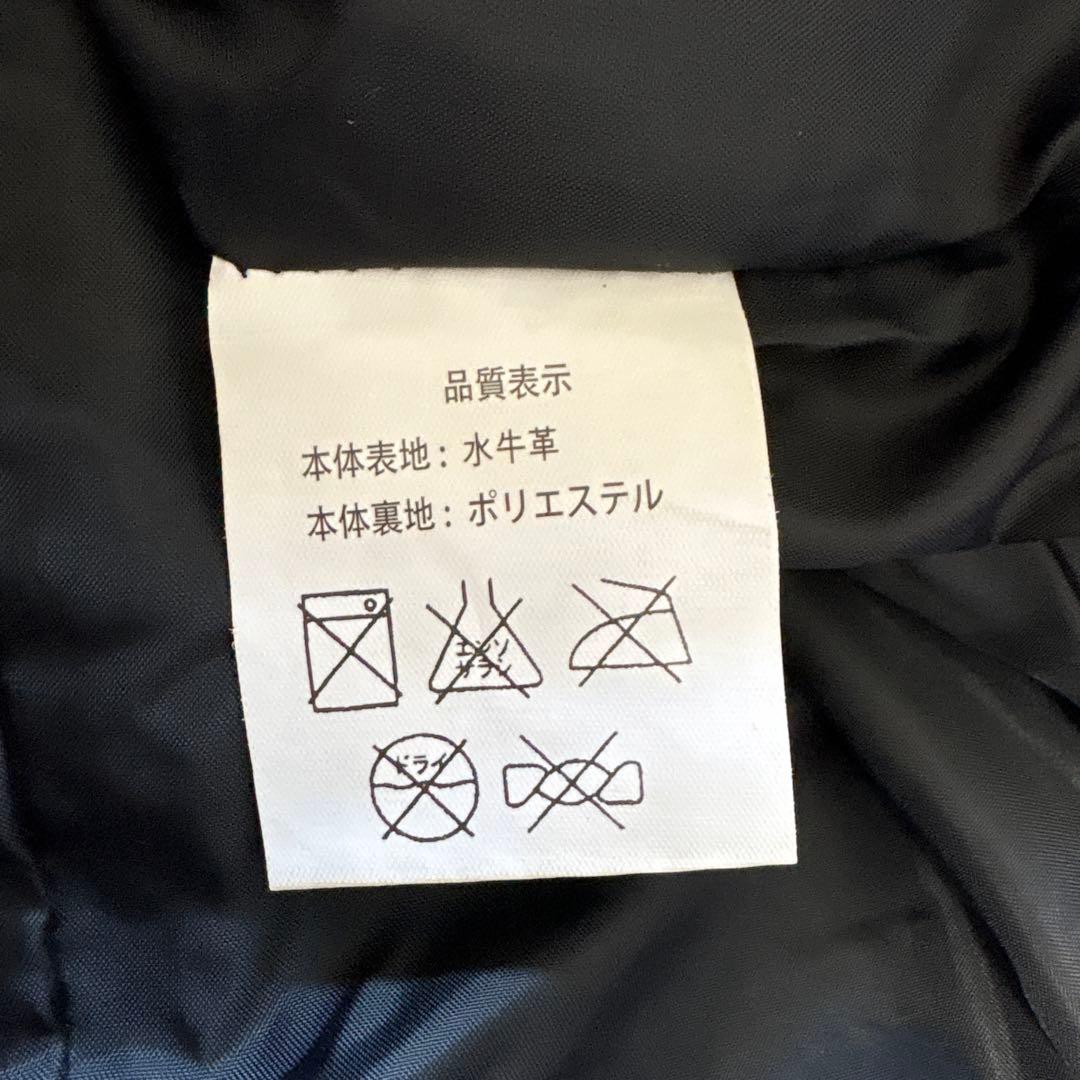 品質表示
本体表地：水牛革
本体裏地：ポリエステル
エンソ
サラシ
ドライ